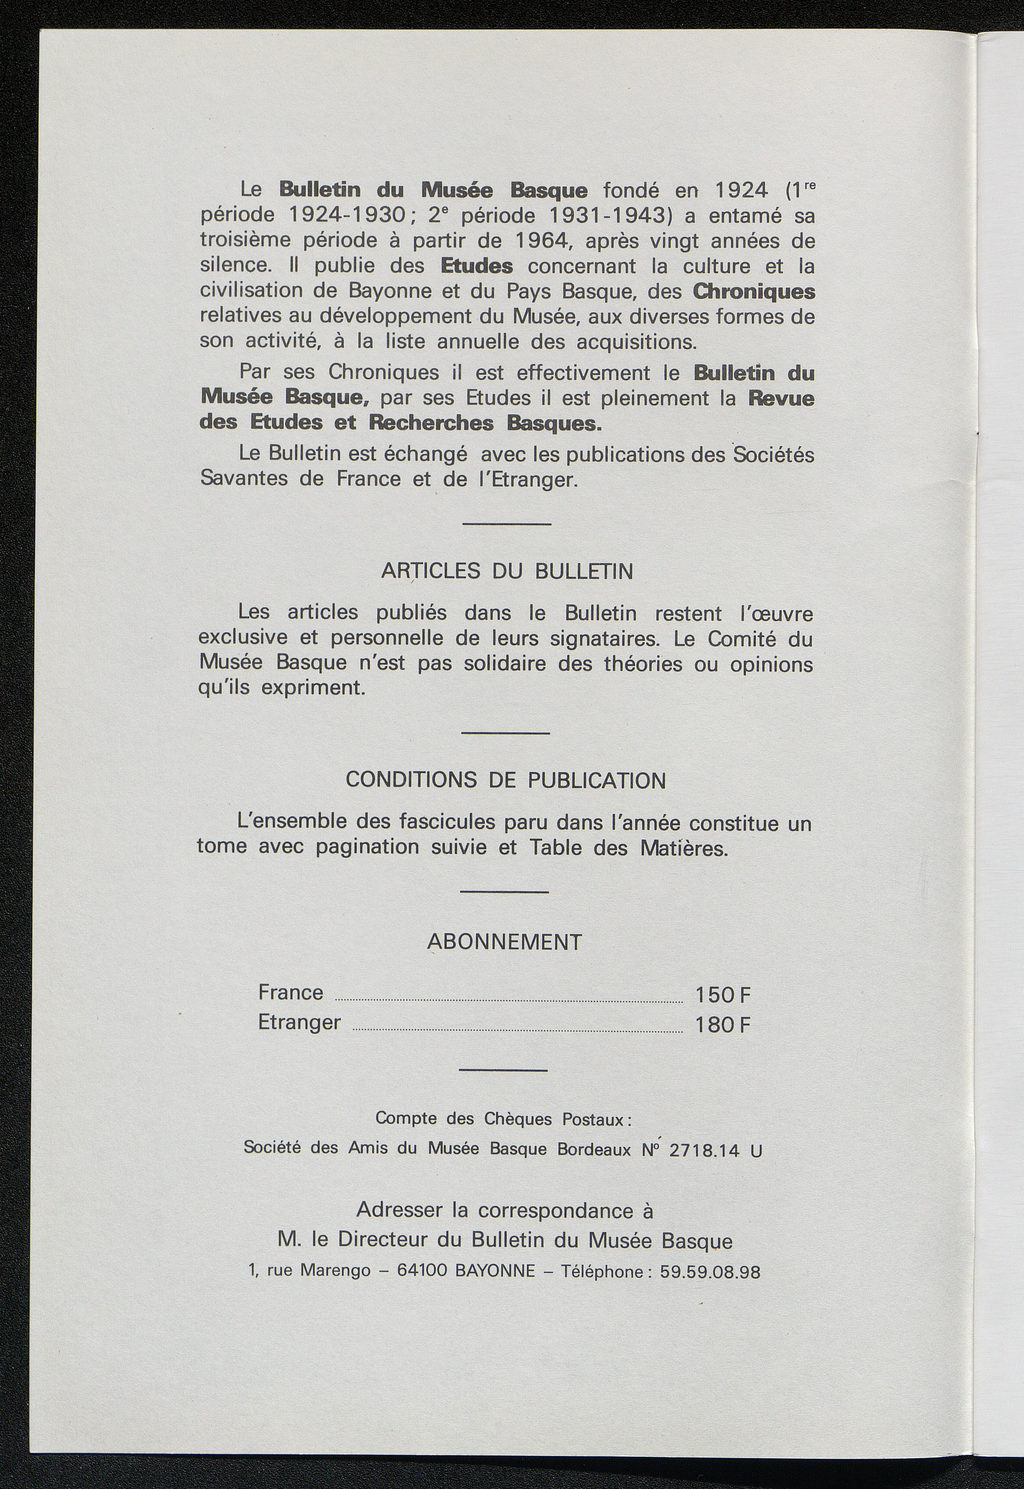 Le Bulletin du Musée Basque fondé en 1924 (1re
période 1924-1930; 2e période 1931-1943) a entamé sa
troisième période à partir de 1964, après vingt années de
silence. Il publie des Etudes concernant la culture et la
civilisation de Bayonne et du Pays Basque, des Chroniques
relatives au développement du Musée, aux diverses formes de
son activité, à la liste annuelle des acquisitions.
Par ses Chroniques il est effectivement le Bulletin du
Musée Basque, par ses Etudes il est pleinement la Revue
des Etudes et Recherches Basques.
Le Bulletin est échangé avec les publications des Sociétés
Savantes de France et de l'Etranger.
ARTICLES DU BULLETIN
Les articles publiés dans le Bulletin restent l'œuvre
exclusive et personnelle de leurs signataires. Le Comité du
Musée Basque n'est pas solidaire des théories ou opinions
qu'ils expriment.
CONDITIONS DE PUBLICATION
L'ensemble des fascicules paru dans l'année constitue un
tome avec pagination suivie et Table des Matières.
ABONNEMENT
France 150 F
Etranger 180 F
Compte des Chèques Postaux :
Société des Amis du Musée Basque Bordeaux N° 2718.14 U
Adresser la correspondance à
M. le Directeur du Bulletin du Musée Basque
1, rue Marengo – 64100 BAYONNE – Téléphone : 59.59.08.98